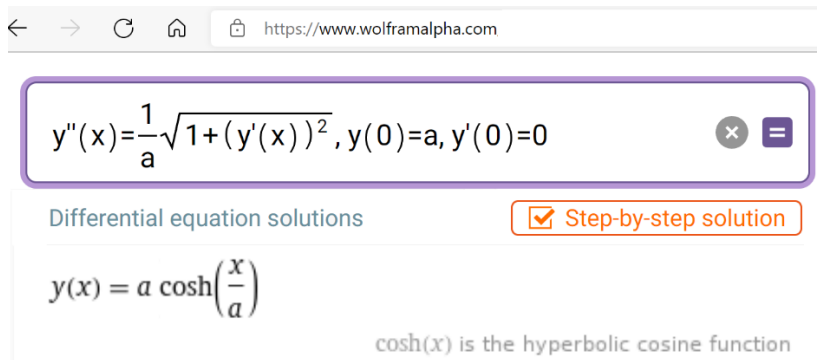 https://www.wolframalpha.com
y''(x)=1/a√(1+(y'(x))²), y(0)=a, y'(0)=0
Differential equation solutions
Step-by-step solution
y(x) = a cosh(x/a)
cosh(x) is the hyperbolic cosine function